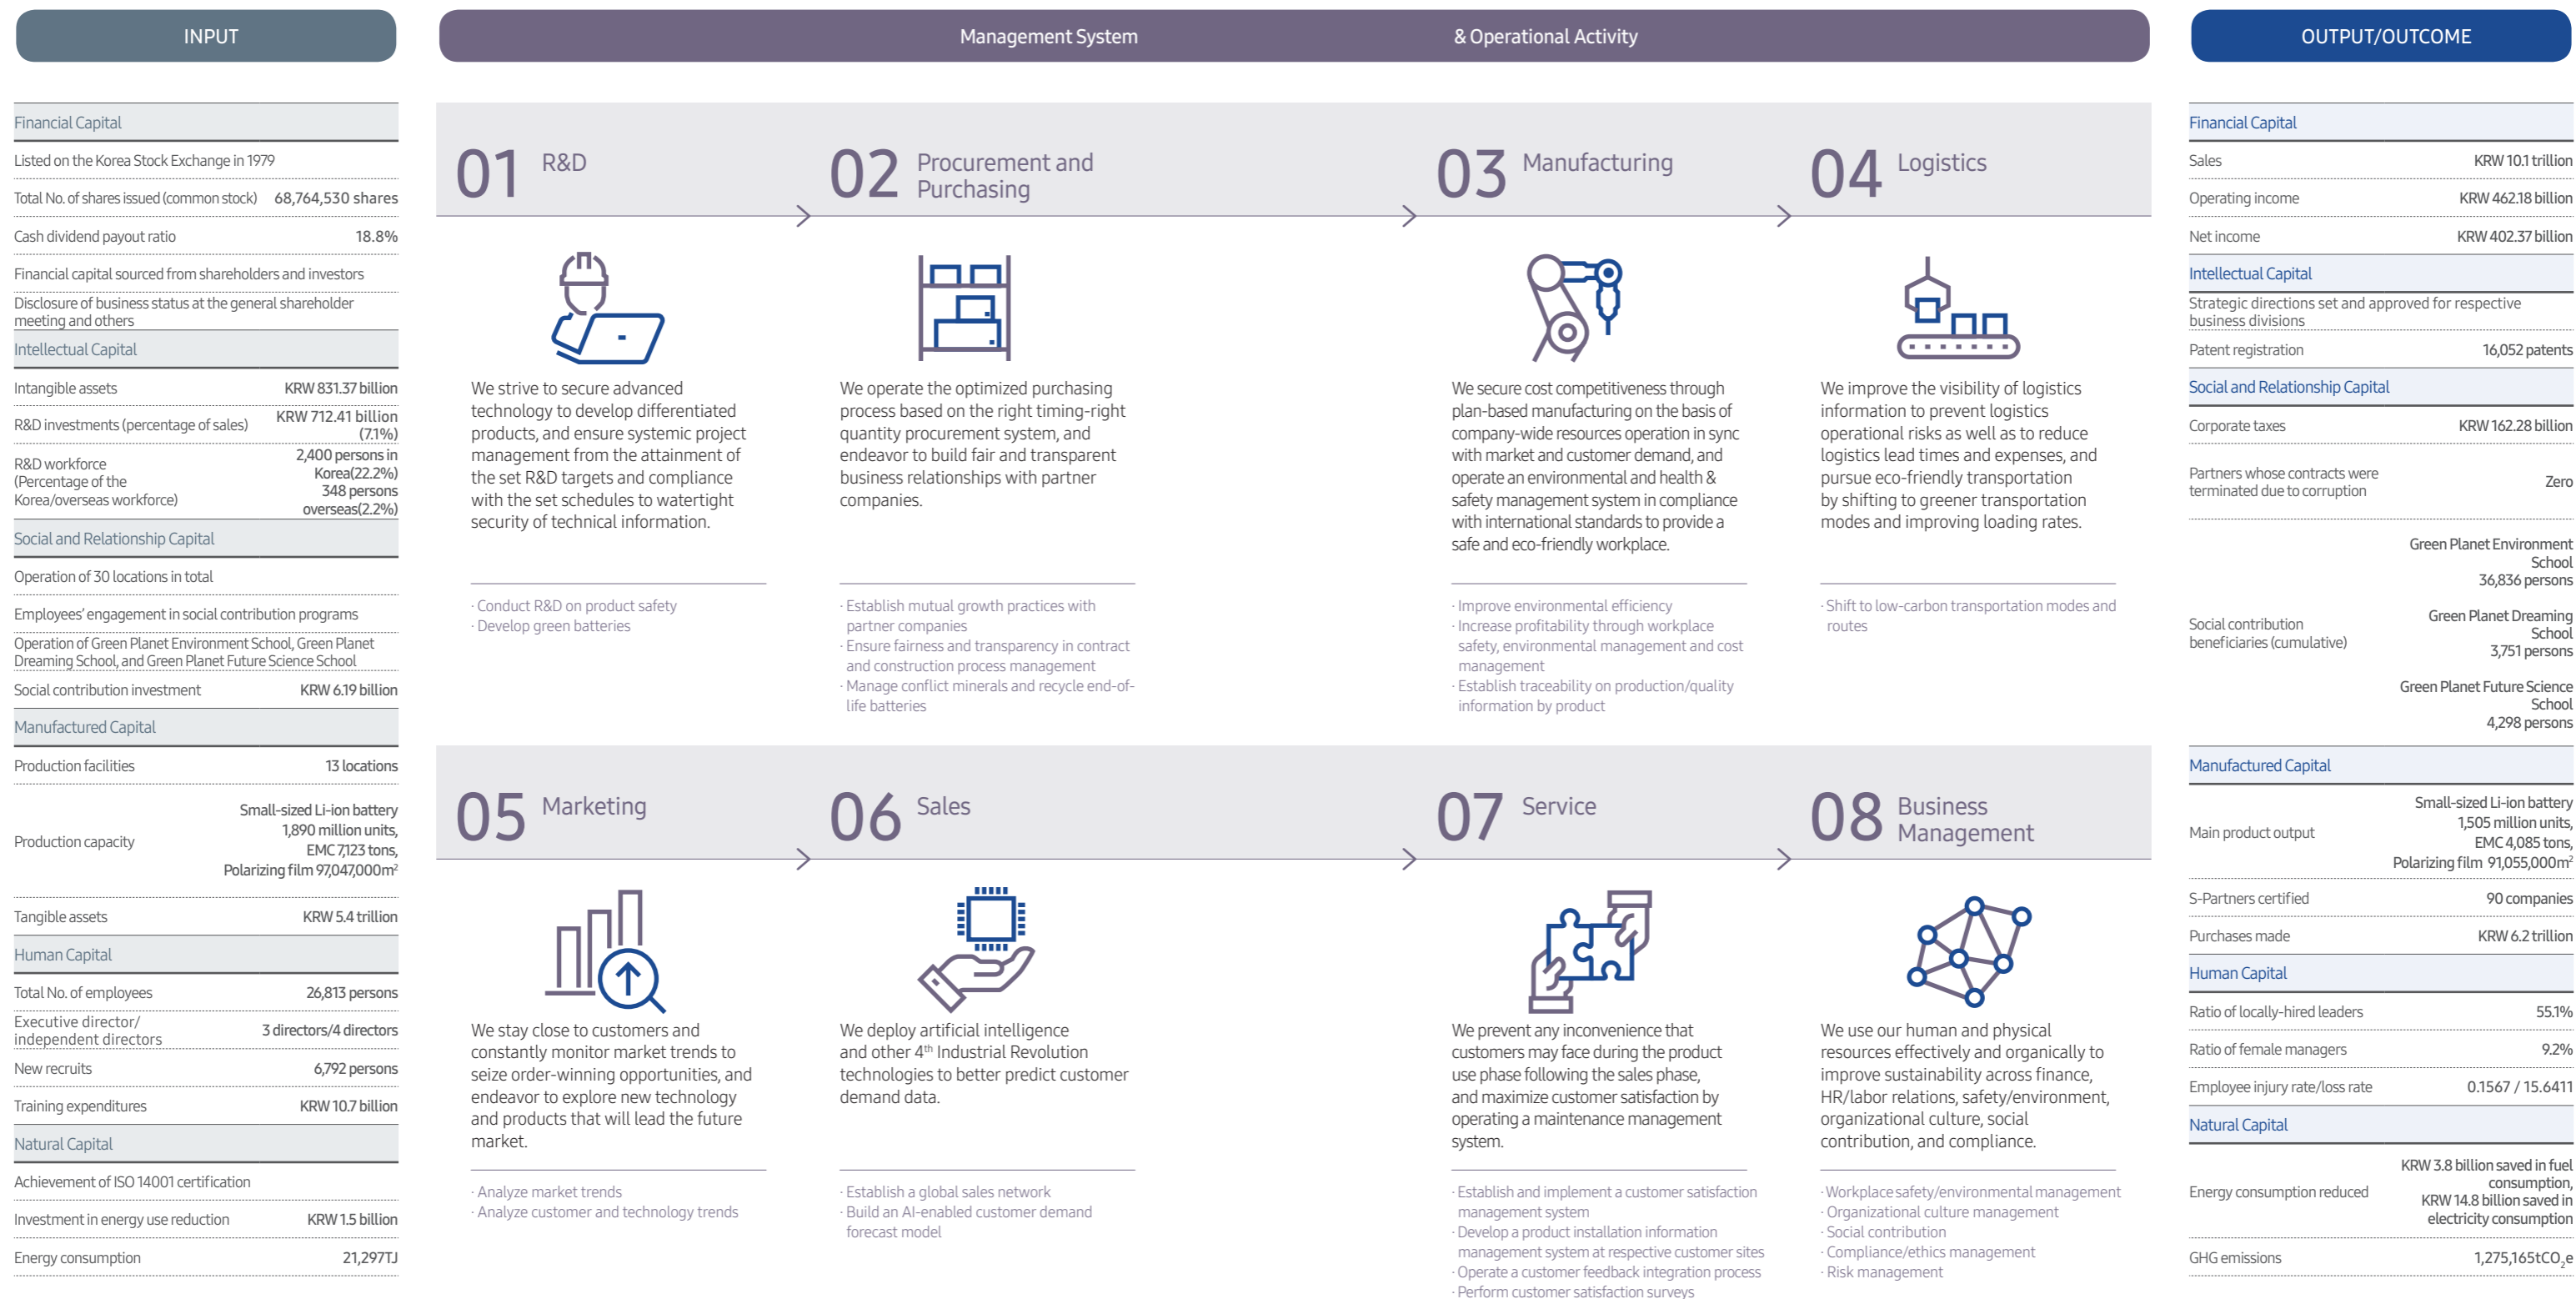 INPUT
Management System
& Operational Activity
OUTPUT/OUTCOME
Financial Capital
Listed on the Korea Stock Exchange in 1979
Total No. of shares issued (common stock) 68,764,530 shares
Cash dividend payout ratio 18.8%
Financial capital sourced from shareholders and investors
Disclosure of business status at the general shareholder
meeting and others
Intellectual Capital
Intangible assets KRW 831.37 billion
R&D investments (percentage of sales) KRW 712.41 billion
(7.1%)
R&D workforce
(Percentage of the
Korea/overseas workforce)
2,400 persons in
Korea(22.2%)
348 persons
overseas(2.2%)
Social and Relationship Capital
Operation of 30 locations in total
Employees' engagement in social contribution programs
Operation of Green Planet Environment School, Green Planet
Dreaming School, and Green Planet Future Science School
Social contribution investment KRW 6.19 billion
Manufactured Capital
Production facilities 13 locations
Production capacity
Small-sized Li-ion battery
1,890 million units,
EMC 7,123 tons,
Polarizing film 97,047,000m²
Tangible assets KRW 5.4 trillion
Human Capital
Total No. of employees 26,813 persons
Executive director/
independent directors
3 directors/4 directors
New recruits 6,792 persons
Training expenditures KRW 10.7 billion
Natural Capital
Achievement of ISO 14001 certification
Investment in energy use reduction KRW 1.5 billion
Energy consumption 21,297TJ
01 R&D
We strive to secure advanced
technology to develop differentiated
products, and ensure systemic project
management from the attainment of
the set R&D targets and compliance
with the set schedules to watertight
security of technical information.
· Conduct R&D on product safety
· Develop green batteries
02 Procurement and
Purchasing
We operate the optimized purchasing
process based on the right timing-right
quantity procurement system, and
endeavor to build fair and transparent
business relationships with partner
companies.
· Establish mutual growth practices with
partner companies
· Ensure fairness and transparency in contract
and construction process management
· Manage conflict minerals and recycle end-of-
life batteries
03 Manufacturing
We secure cost competitiveness through
plan-based manufacturing on the basis of
company-wide resources operation in sync
with market and customer demand, and
operate an environmental and health &
safety management system in compliance
with international standards to provide a
safe and eco-friendly workplace.
· Improve environmental efficiency
· Increase profitability through workplace
safety, environmental management and cost
management
· Establish traceability on production/quality
information by product
04 Logistics
We improve the visibility of logistics
information to prevent logistics
operational risks as well as to reduce
logistics lead times and expenses, and
pursue eco-friendly transportation
by shifting to greener transportation
modes and improving loading rates.
· Shift to low-carbon transportation modes and
routes
05 Marketing
We stay close to customers and
constantly monitor market trends to
seize order-winning opportunities, and
endeavor to explore new technology
and products that will lead the future
market.
· Analyze market trends
· Analyze customer and technology trends
06 Sales
We deploy artificial intelligence
and other 4th Industrial Revolution
technologies to better predict customer
demand data.
· Establish a global sales network
· Build an AI-enabled customer demand
forecast model
07 Service
We prevent any inconvenience that
customers may face during the product
use phase following the sales phase,
and maximize customer satisfaction by
operating a maintenance management
system.
· Establish and implement a customer satisfaction
management system
· Develop a product installation information
management system at respective customer sites
· Operate a customer feedback integration process
· Perform customer satisfaction surveys
08 Business
Management
We use our human and physical
resources effectively and organically to
improve sustainability across finance,
HR/labor relations, safety/environment,
organizational culture, social
contribution, and compliance.
· Workplace safety/environmental management
· Organizational culture management
· Social contribution
· Compliance/ethics management
· Risk management
Financial Capital
Sales KRW 10.1 trillion
Operating income KRW 462.18 billion
Net income KRW 402.37 billion
Intellectual Capital
Strategic directions set and approved for respective
business divisions
Patent registration 16,052 patents
Social and Relationship Capital
Corporate taxes KRW 162.28 billion
Partners whose contracts were
terminated due to corruption
Zero
Social contribution
beneficiaries (cumulative)
Green Planet Environment
School
36,836 persons
Green Planet Dreaming
School
3,751 persons
Green Planet Future Science
School
4,298 persons
Manufactured Capital
Main product output
Small-sized Li-ion battery
1,505 million units,
EMC 4,085 tons,
Polarizing film 91,055,000m²
S-Partners certified 90 companies
Purchases made KRW 6.2 trillion
Human Capital
Ratio of locally-hired leaders 55.1%
Ratio of female managers 9.2%
Employee injury rate/loss rate 0.1567 / 15.6411
Natural Capital
Energy consumption reduced
KRW 3.8 billion saved in fuel
consumption,
KRW 14.8 billion saved in
electricity consumption
GHG emissions 1,275,165tCO₂e